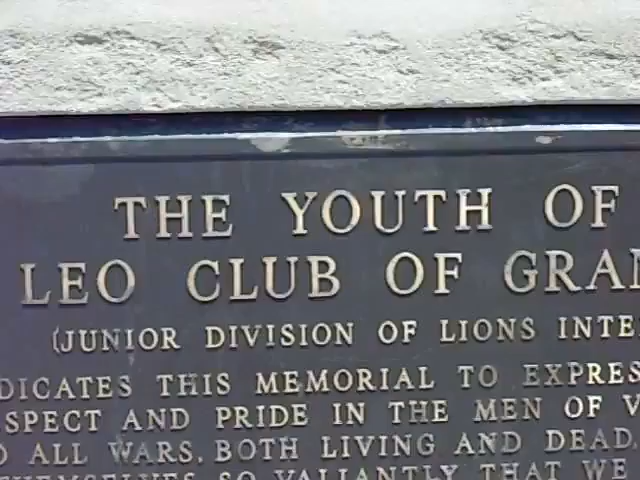 THE YOUTH OF
LEO CLUB OF GRAN
(JUNIOR DIVISION OF LIONS INTE
DICATES THIS MEMORIAL TO EXPRES
SPECT AND PRIDE IN THE MEN OF V
D ALL WARS, BOTH LIVING AND DEAD,
THEMSELVES SO VALIANTLY THAT WE